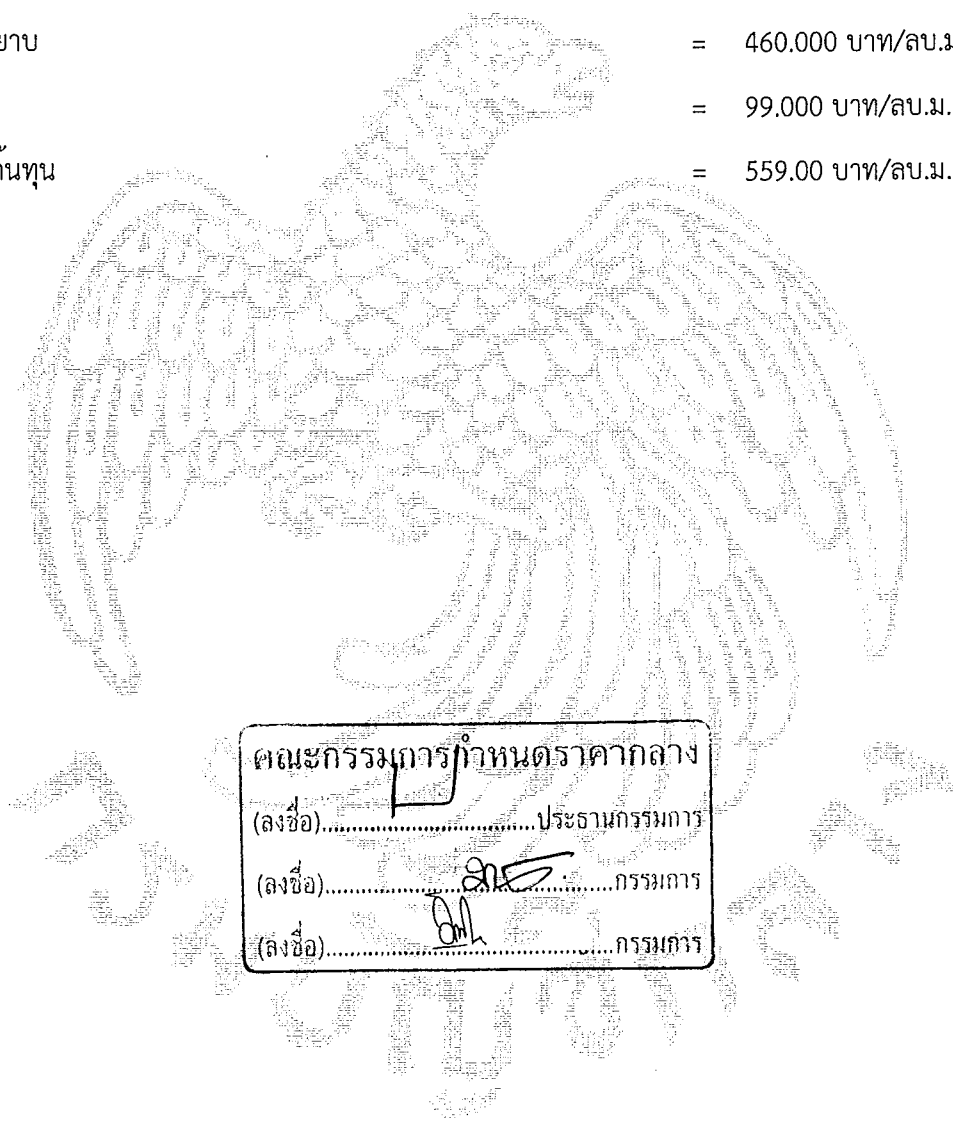 ยาบ = 460.000 บาท/ลบ.ม
= 99.000 บาท/ลบ.ม.
้นทุน = 559.00 บาท/ลบ.ม.
คณะกรรมการกำหนดราคากลาง
(ลงชื่อ)................................ประธานกรรมการ
(ลงชื่อ)................................กรรมการ
(ลงชื่อ)................................กรรมการ